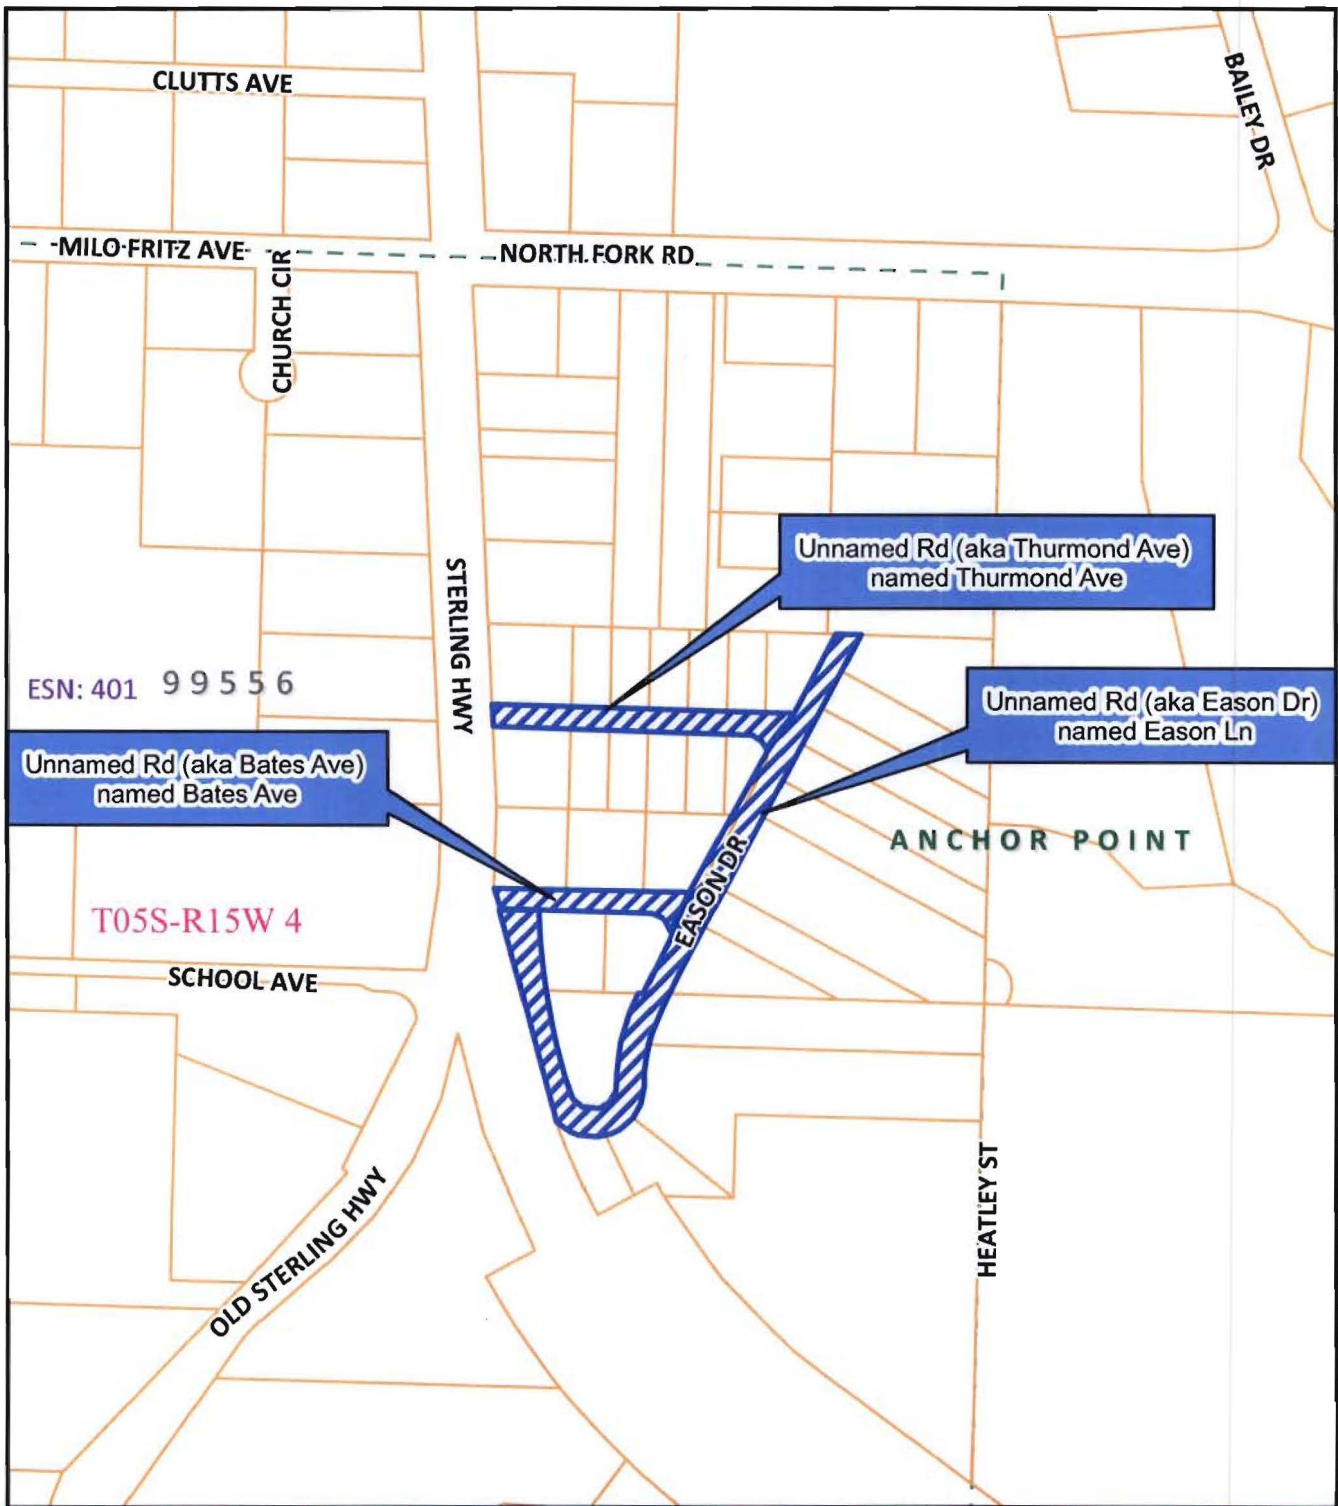 CLUTTS AVE
BAILEY DR
MILO FRITZ AVE
NORTH FORK RD
CHURCH CIR
Unnamed Rd (aka Thurmond Ave)
named Thurmond Ave
STERLING HWY
ESN: 401 99556
Unnamed Rd (aka Eason Dr)
named Eason Ln
Unnamed Rd (aka Bates Ave)
named Bates Ave
ANCHOR POINT
EASON DR
T05S-R15W 4
SCHOOL AVE
OLD STERLING HWY
HEATLEY ST